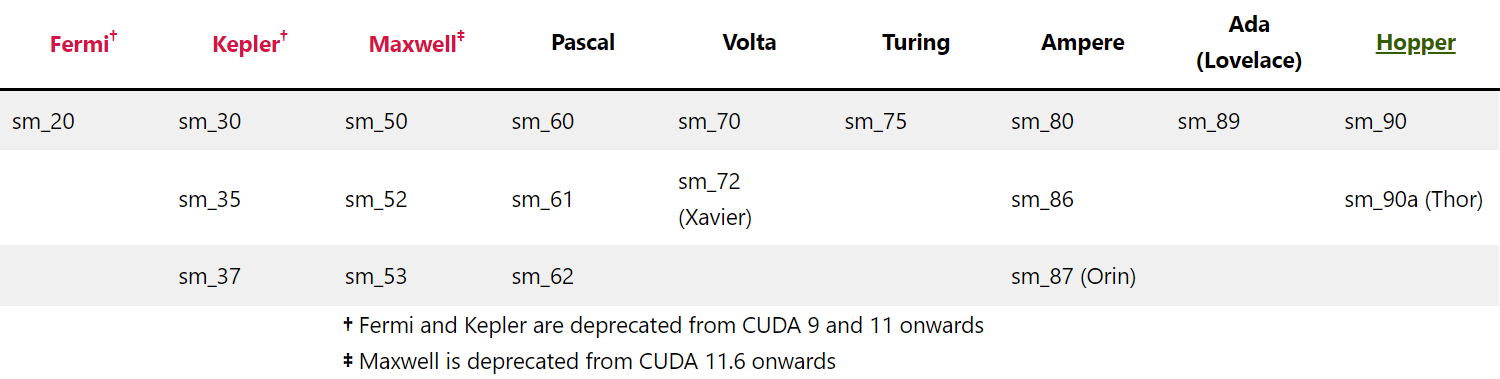 Fermi† Kepler† Maxwell‡ Pascal Volta Turing Ampere Ada (Lovelace) Hopper
sm_20 sm_30 sm_50 sm_60 sm_70 sm_75 sm_80 sm_89 sm_90
sm_35 sm_52 sm_61 sm_72 (Xavier) sm_86 sm_90a (Thor)
sm_37 sm_53 sm_62 sm_87 (Orin)
† Fermi and Kepler are deprecated from CUDA 9 and 11 onwards
‡ Maxwell is deprecated from CUDA 11.6 onwards